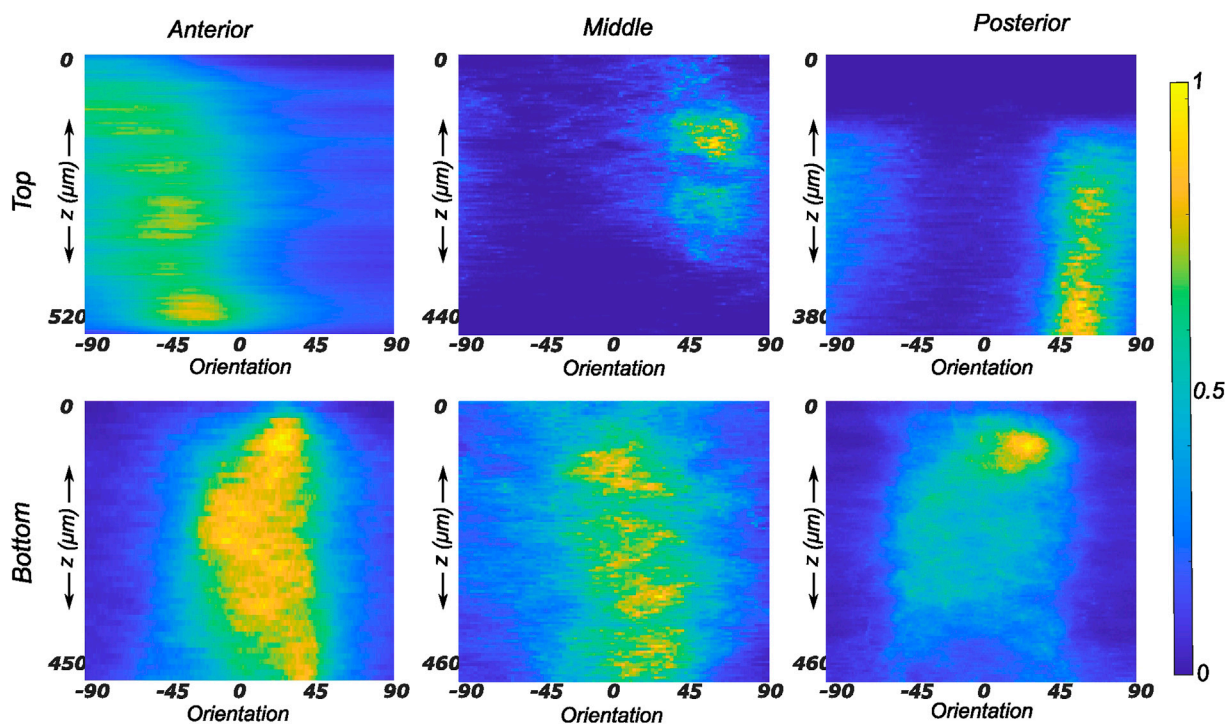 Anterior Middle Posterior
Top
0
← z (μm) →
520
-90 -45 0 45 90
Orientation
0
← z (μm) →
440
-90 -45 0 45 90
Orientation
0
← z (μm) →
380
-90 -45 0 45 90
Orientation
1
0.5
0
Bottom
0
← z (μm) →
450
-90 -45 0 45 90
Orientation
0
← z (μm) →
460
-90 -45 0 45 90
Orientation
0
← z (μm) →
460
-90 -45 0 45 90
Orientation